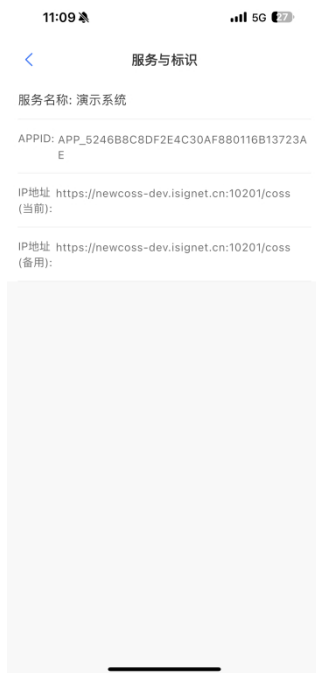 11:09
5G 27
服务与标识
服务名称: 演示系统
APPID: APP_5246B8C8DF2E4C30AF880116B13723A
E
IP地址 https://newcoss-dev.isignet.cn:10201/coss
(当前):
IP地址 https://newcoss-dev.isignet.cn:10201/coss
(备用):